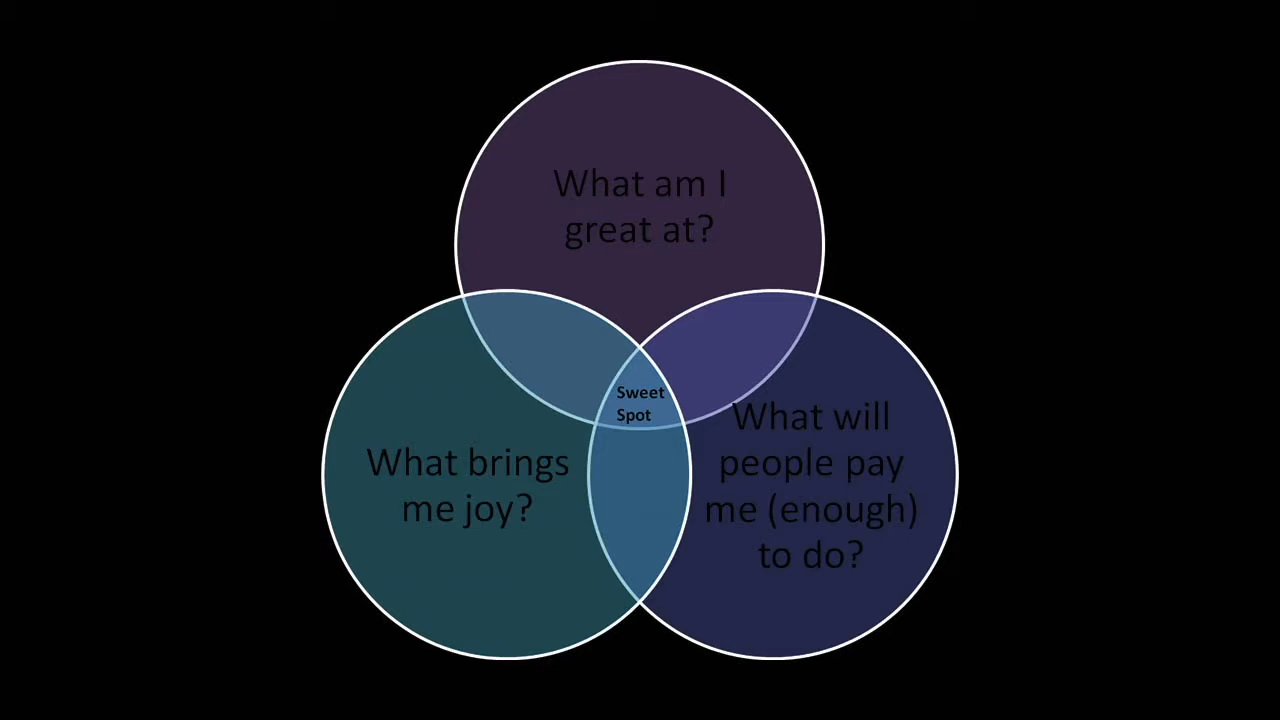 What am I
great at?
Sweet
Spot
What brings
me joy?
What will
people pay
me (enough)
to do?